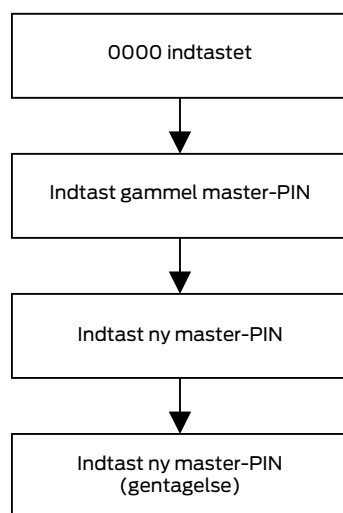 0000 indtastet
Indtast gammel master-PIN
Indtast ny master-PIN
Indtast ny master-PIN
(gentagelse)